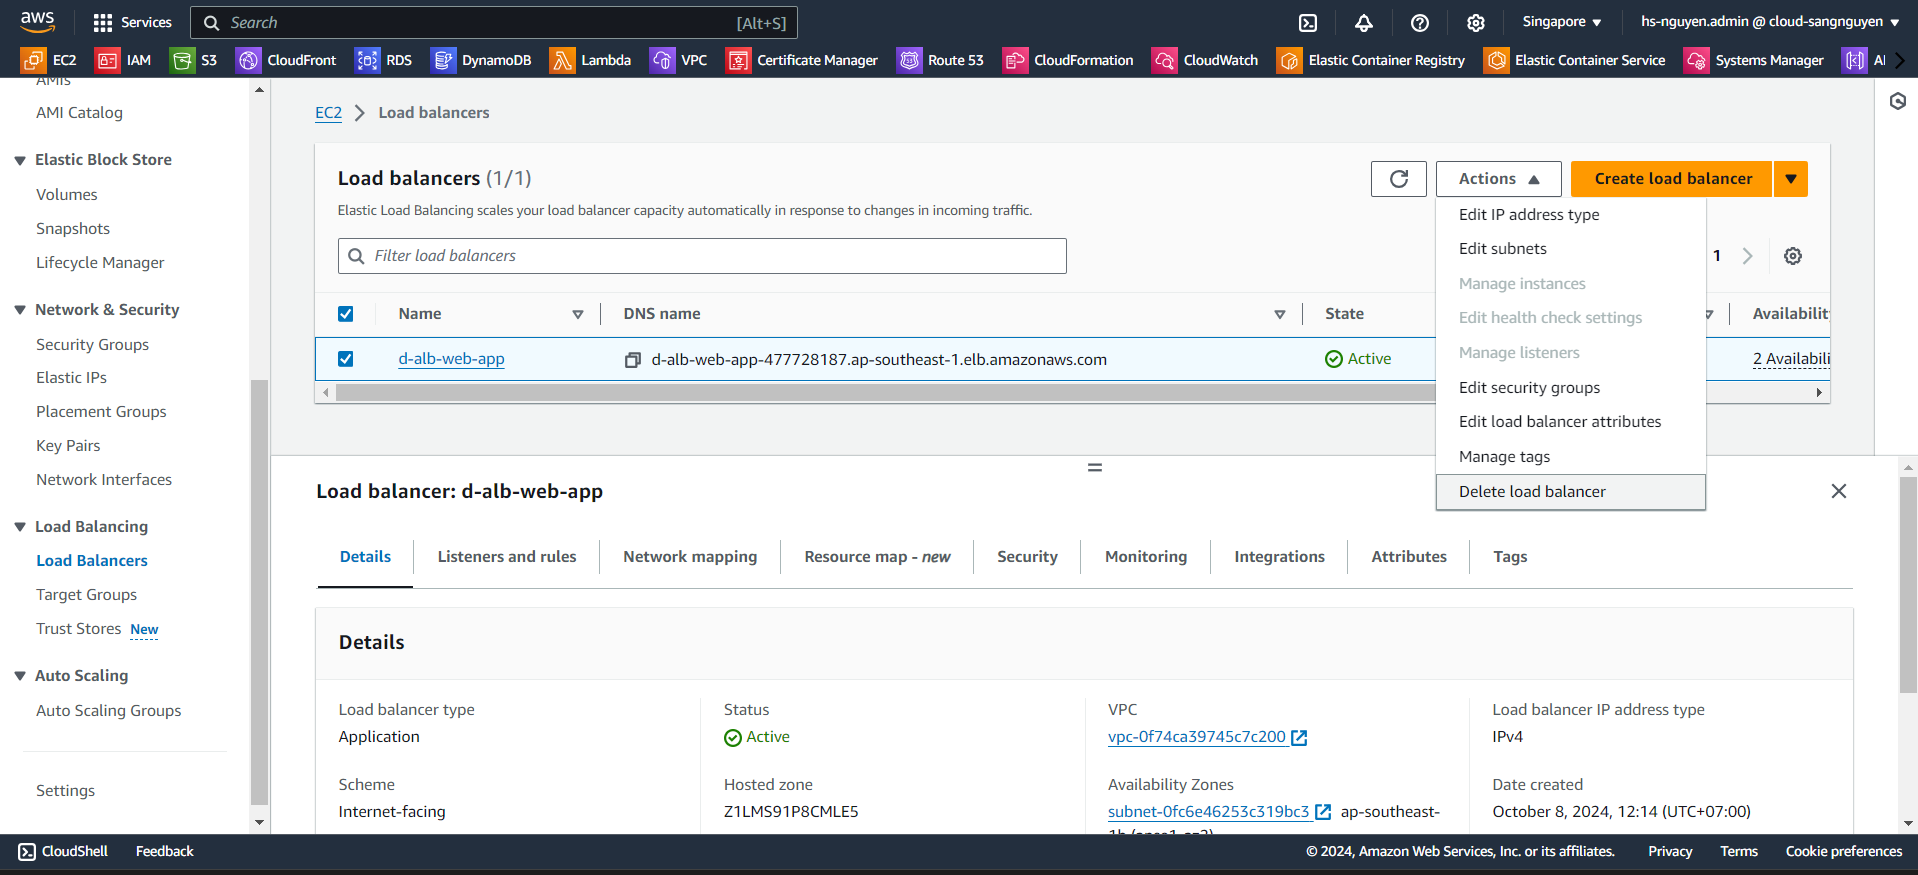 aws
Services
Search
[Alt+S]
Singapore
hs-nguyen.admin @ cloud-sangnguyen
EC2
IAM
S3
CloudFront
RDS
DynamoDB
Lambda
VPC
Certificate Manager
Route 53
CloudFormation
CloudWatch
Elastic Container Registry
Elastic Container Service
Systems Manager
AMIs
AMI Catalog
Elastic Block Store
Volumes
Snapshots
Lifecycle Manager
Network & Security
Security Groups
Elastic IPs
Placement Groups
Key Pairs
Network Interfaces
Load Balancing
Load Balancers
Target Groups
Trust Stores New
Auto Scaling
Auto Scaling Groups
Settings
EC2 > Load balancers
Load balancers (1/1)
Elastic Load Balancing scales your load balancer capacity automatically in response to changes in incoming traffic.
Actions
Create load balancer
Filter load balancers
1
Edit IP address type
Edit subnets
Manage instances
Edit health check settings
Manage listeners
Edit security groups
Edit load balancer attributes
Manage tags
Delete load balancer
Name
DNS name
State
Availability
d-alb-web-app
d-alb-web-app-477728187.ap-southeast-1.elb.amazonaws.com
Active
2 Availabili
Load balancer: d-alb-web-app
Details
Listeners and rules
Network mapping
Resource map - new
Security
Monitoring
Integrations
Attributes
Tags
Details
Load balancer type
Application
Status
Active
VPC
vpc-0f74ca39745c7c200
Load balancer IP address type
IPv4
Scheme
Internet-facing
Hosted zone
Z1LMS91P8CMLE5
Availability Zones
subnet-0fc6e46253c319bc3 ap-southeast-
Date created
October 8, 2024, 12:14 (UTC+07:00)
CloudShell
Feedback
© 2024, Amazon Web Services, Inc. or its affiliates.
Privacy
Terms
Cookie preferences